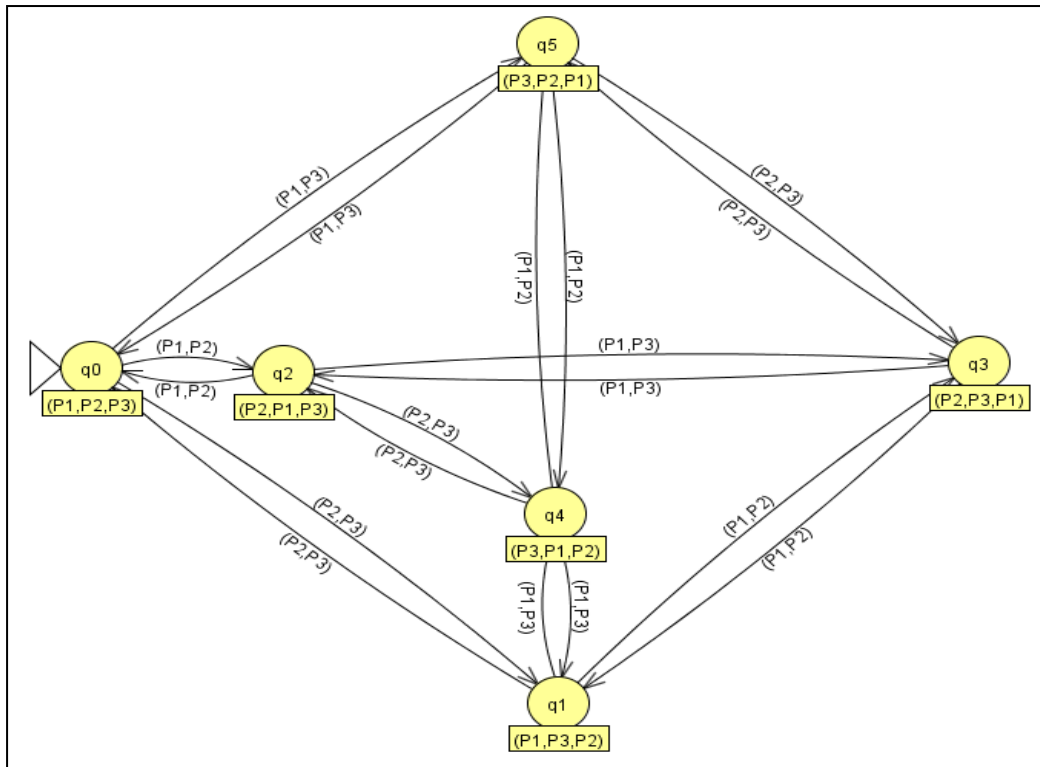 q5
(P3,P2,P1)
(P1,P3)
(P1,P3)
(P2,P3)
(P2,P3)
(P1,P2)
(P1,P2)
q0
(P1,P2,P3)
(P1,P2)
(P1,P2)
q2
(P2,P1,P3)
(P1,P3)
(P1,P3)
q3
(P2,P3,P1)
(P2,P3)
(P2,P3)
q4
(P3,P1,P2)
(P2,P3)
(P2,P3)
(P1,P2)
(P1,P2)
(P1,P3)
(P1,P3)
q1
(P1,P3,P2)